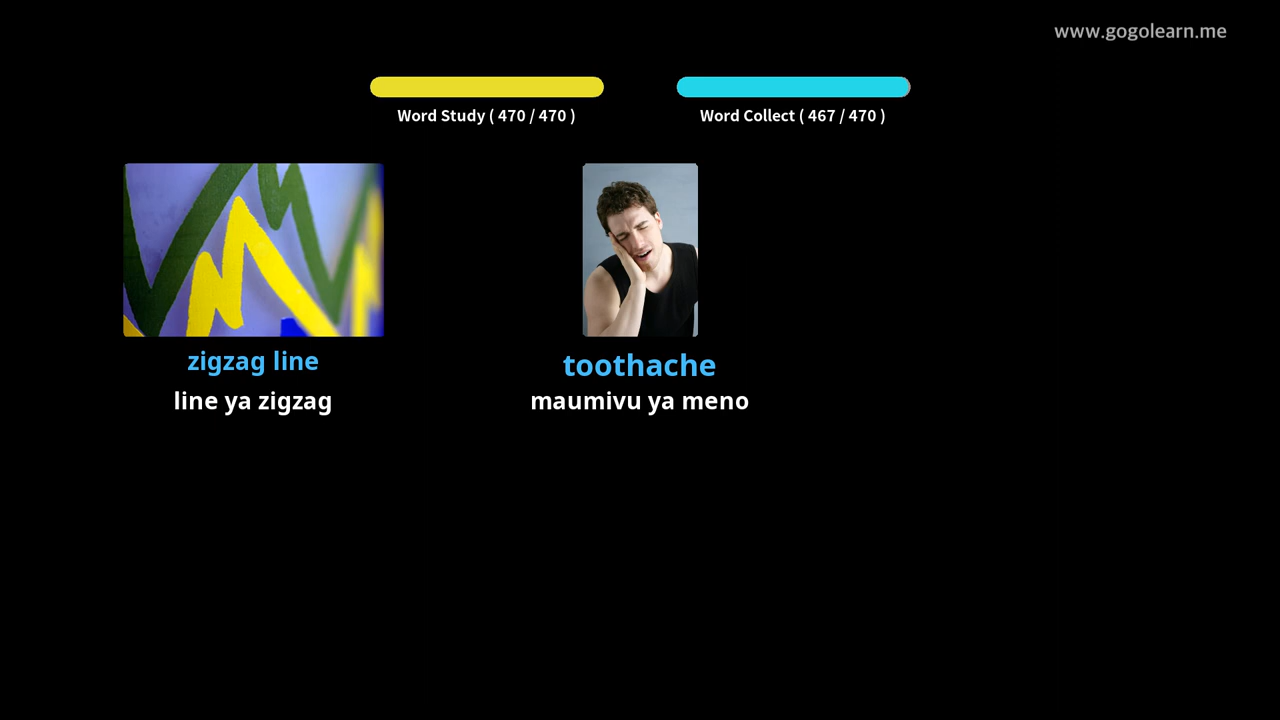 www.gogolearn.me
Word Study ( 470 / 470 )
Word Collect ( 467 / 470 )
zigzag line
line ya zigzag
toothache
maumivu ya meno